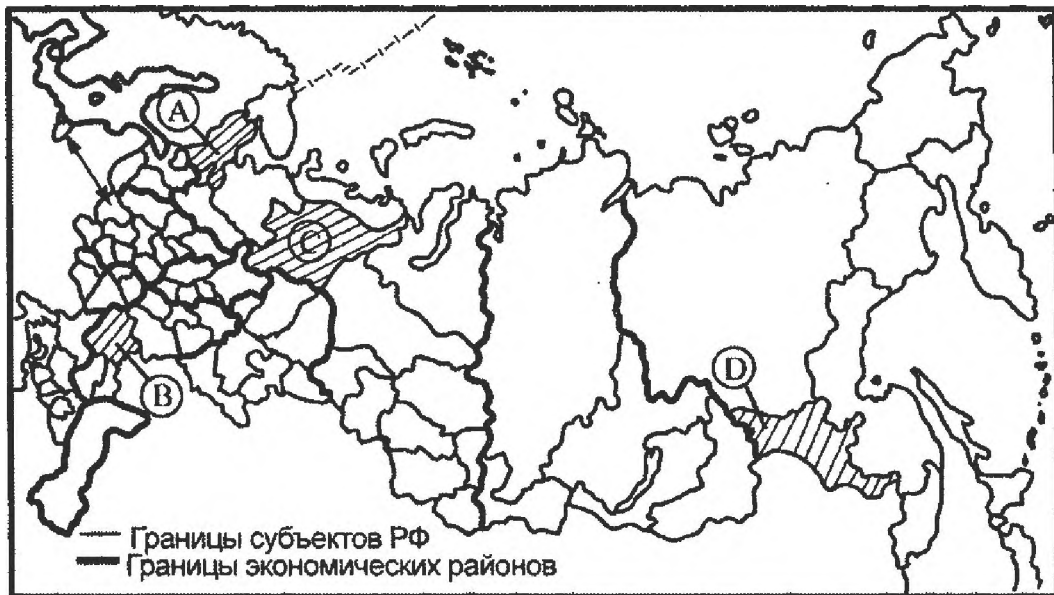 A
C
D
B
Границы субъектов РФ
Границы экономических районов